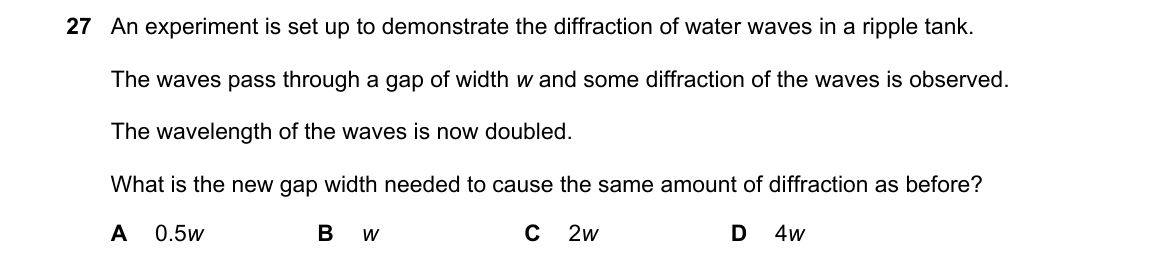 27 An experiment is set up to demonstrate the diffraction of water waves in a ripple tank.
The waves pass through a gap of width w and some diffraction of the waves is observed.
The wavelength of the waves is now doubled.
What is the new gap width needed to cause the same amount of diffraction as before?
A 0.5w B w C 2w D 4w